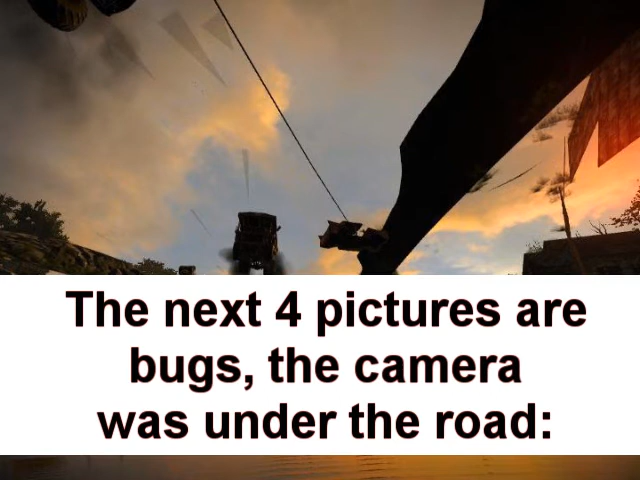 The next 4 pictures are
bugs, the camera
was under the road: